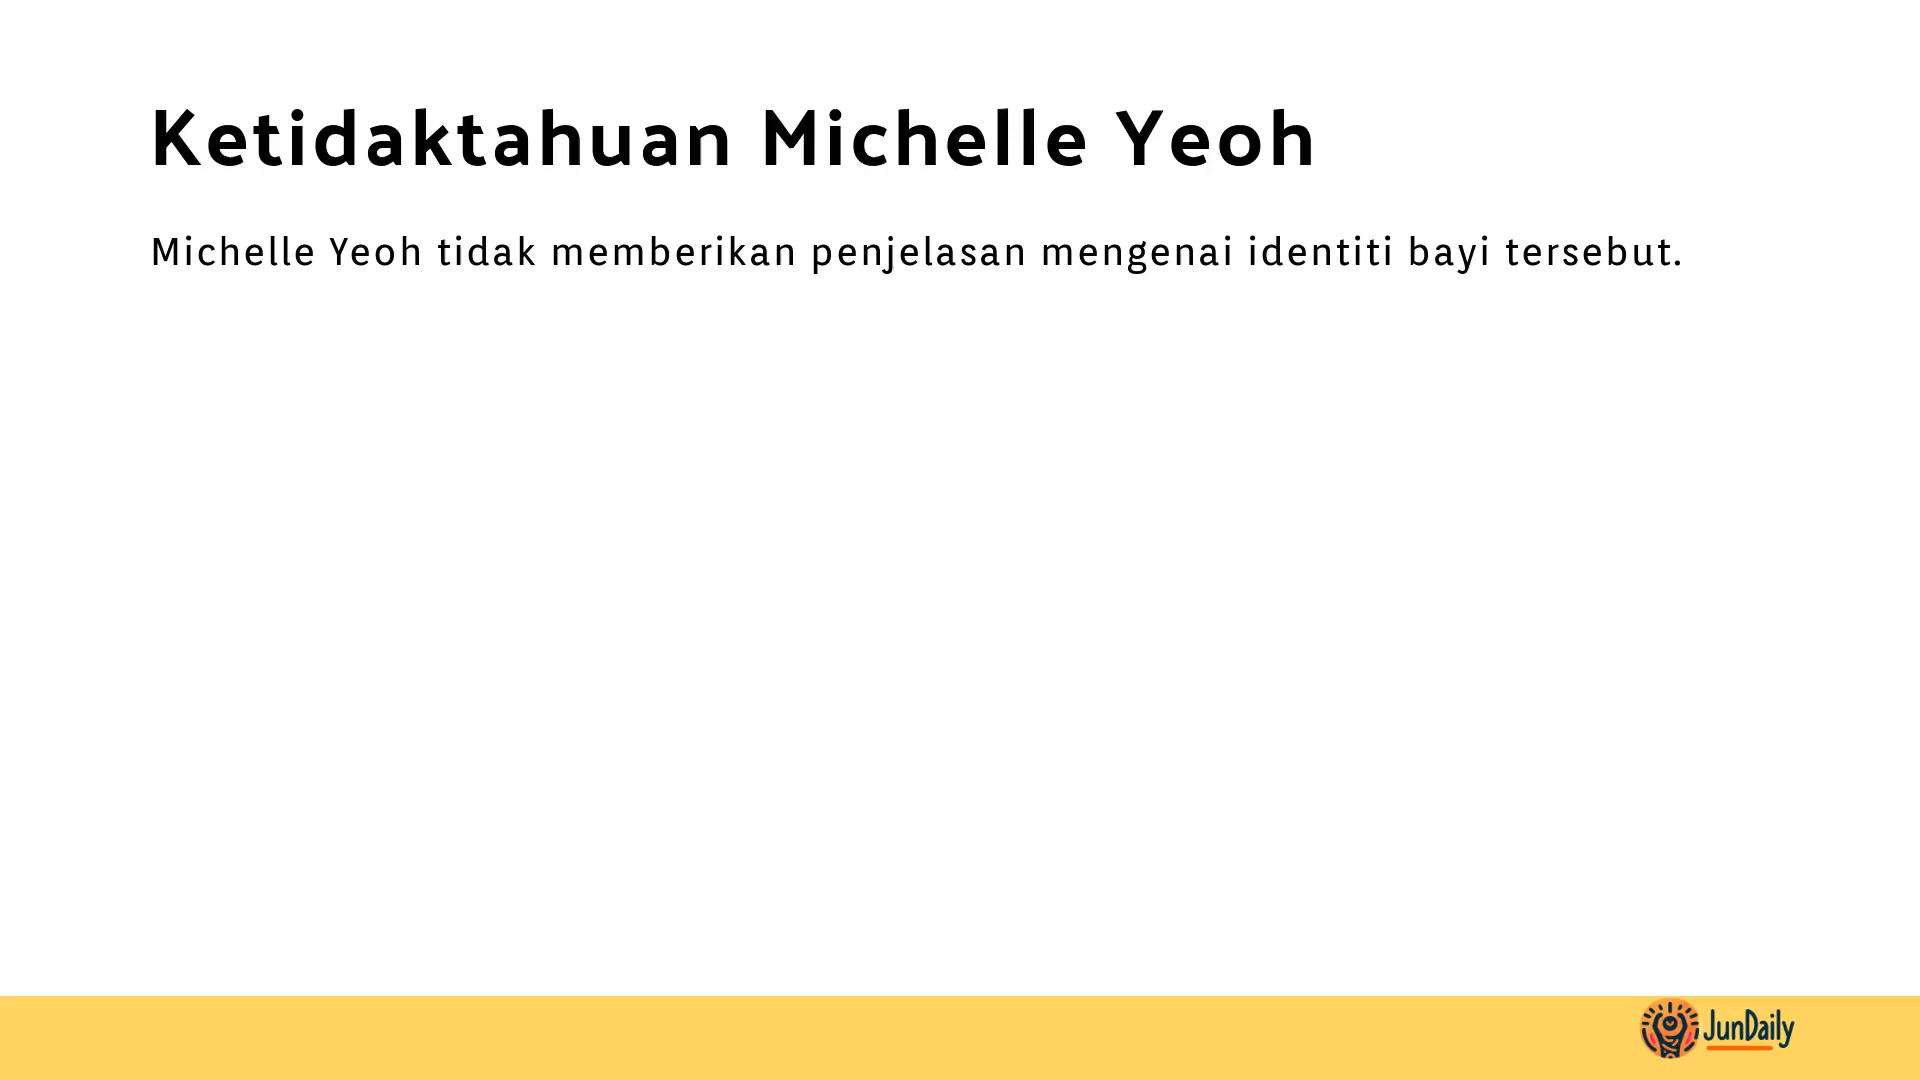 Ketidaktahuan Michelle Yeoh
Michelle Yeoh tidak memberikan penjelasan mengenai identiti bayi tersebut.
JunDaily